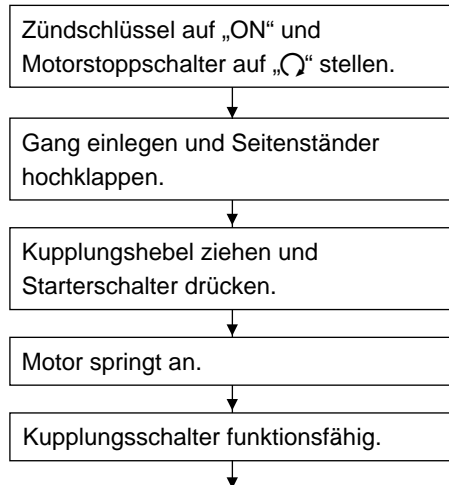 Zündschlüssel auf „ON“ und
Motorstoppschalter auf „↻“ stellen.
Gang einlegen und Seitenständer
hochklappen.
Kupplungshebel ziehen und
Starterschalter drücken.
Motor springt an.
Kupplungsschalter funktionsfähig.